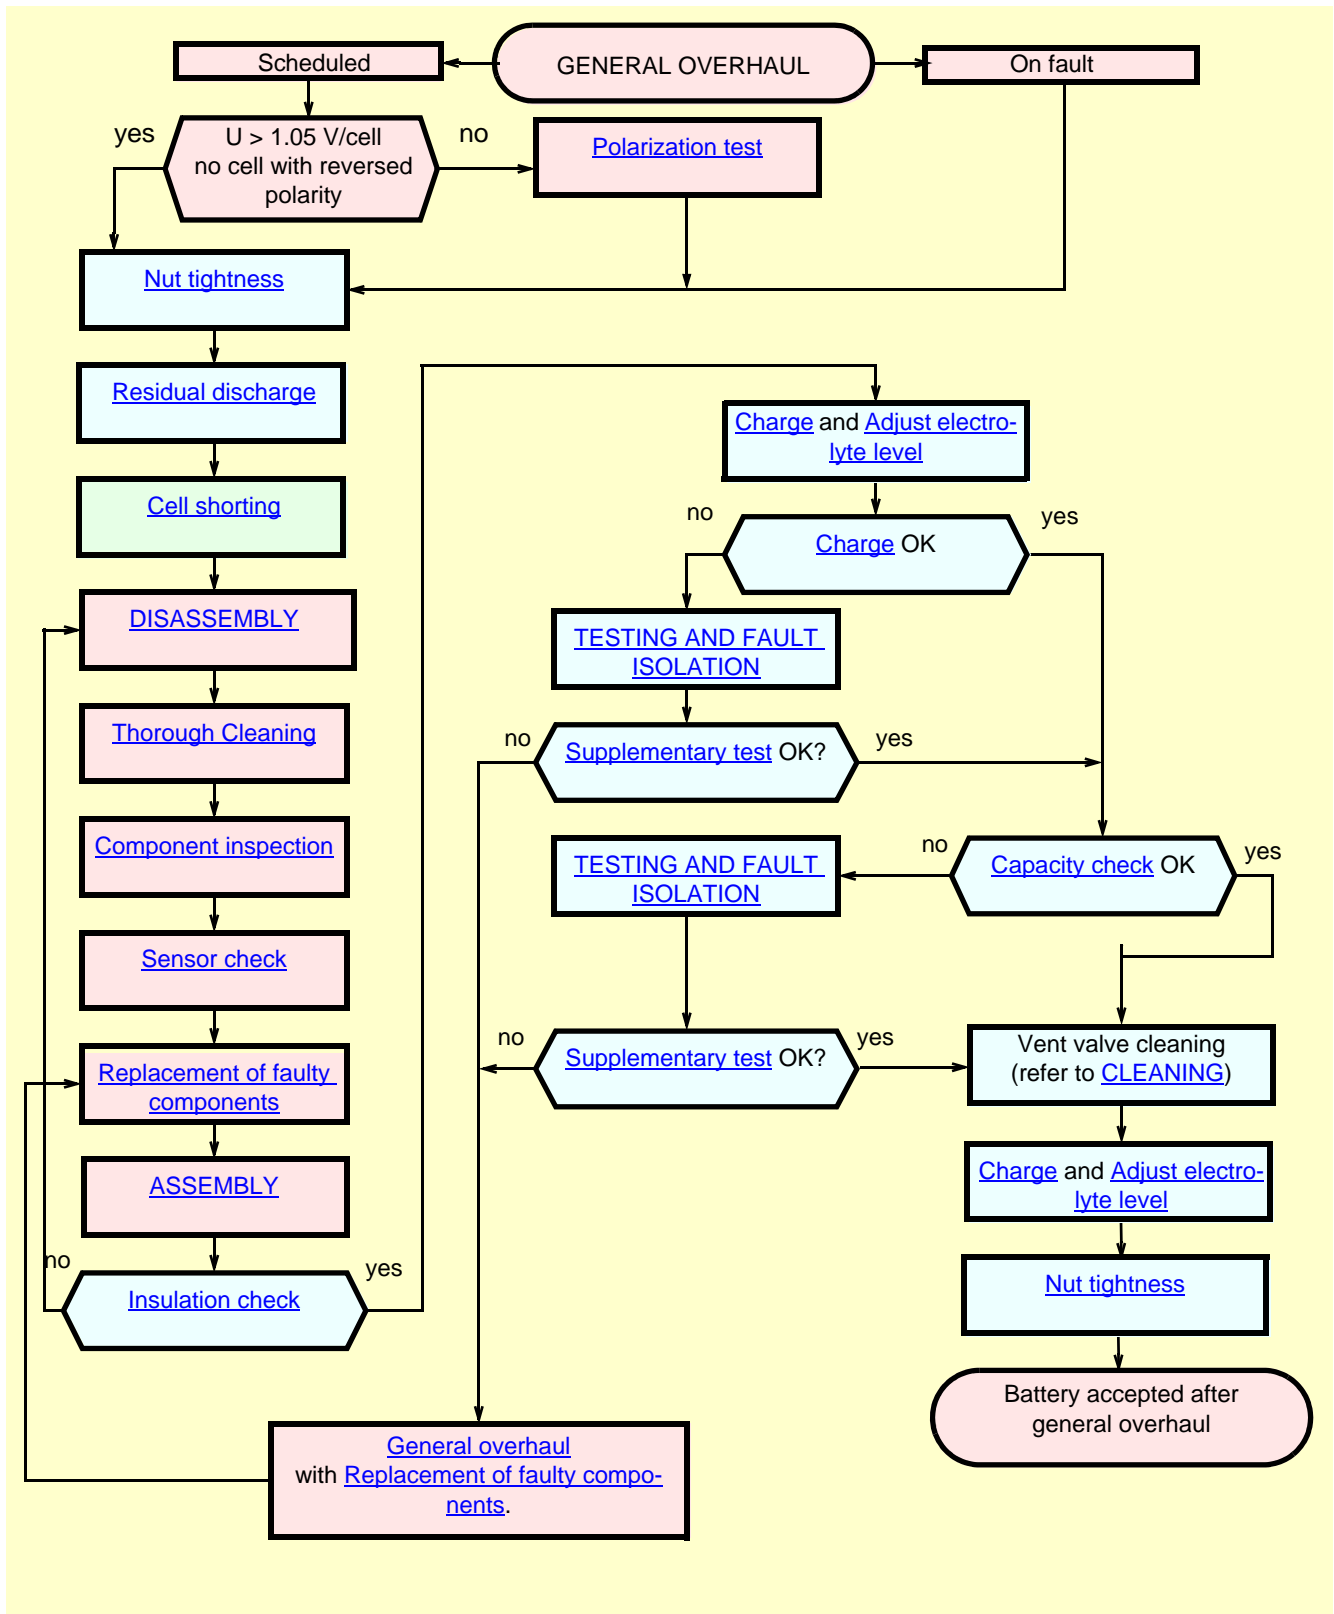 Scheduled
GENERAL OVERHAUL
On fault
yes
U > 1.05 V/cell
no cell with reversed
polarity
no
Polarization test
Nut tightness
Residual discharge
Cell shorting
DISASSEMBLY
Thorough Cleaning
Component inspection
Sensor check
Replacement of faulty
components
ASSEMBLY
no
Insulation check
yes
Charge and Adjust electro-
lyte level
no
Charge OK
yes
TESTING AND FAULT
ISOLATION
no
Supplementary test OK?
yes
TESTING AND FAULT
ISOLATION
no
Capacity check OK
yes
no
Supplementary test OK?
yes
Vent valve cleaning
(refer to CLEANING)
Charge and Adjust electro-
lyte level
Nut tightness
Battery accepted after
general overhaul
General overhaul
with Replacement of faulty compo-
nents.